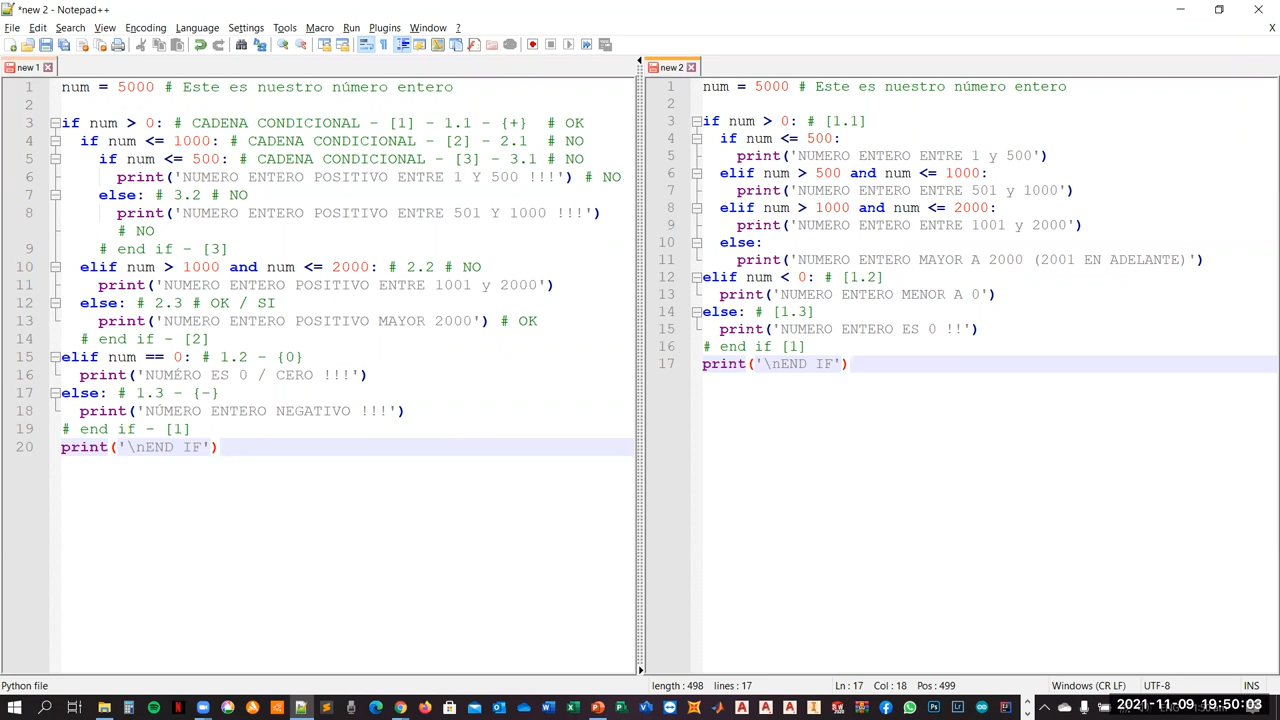 *new 2 - Notepad++
File Edit Search View Encoding Language Settings Tools Macro Run Plugins Window ? X
new 1
1 num = 5000 # Este es nuestro número entero
2
3 if num > 0: # CADENA CONDICIONAL - [1] - 1.1 - {+} # OK
4 if num <= 1000: # CADENA CONDICIONAL - [2] - 2.1 # NO
5 if num <= 500: # CADENA CONDICIONAL - [3] - 3.1 # NO
6 print('NUMERO ENTERO POSITIVO ENTRE 1 Y 500 !!!') # NO
7 else: # 3.2 # NO
8 print('NUMERO ENTERO POSITIVO ENTRE 501 Y 1000 !!!')
# NO
9 # end if - [3]
10 elif num > 1000 and num <= 2000: # 2.2 # NO
11 print('NUMERO ENTERO POSITIVO ENTRE 1001 y 2000')
12 else: # 2.3 # OK / SI
13 print('NUMERO ENTERO POSITIVO MAYOR 2000') # OK
14 # end if - [2]
15 elif num == 0: # 1.2 - {0}
16 print('NUMÉRO ES 0 / CERO !!!')
17 else: # 1.3 - {-}
18 print('NÚMERO ENTERO NEGATIVO !!!')
19 # end if - [1]
20 print('\nEND IF')
new 2
1 num = 5000 # Este es nuestro número entero
2
3 if num > 0: # [1.1]
4 if num <= 500:
5 print('NUMERO ENTERO ENTRE 1 y 500')
6 elif num > 500 and num <= 1000:
7 print('NUMERO ENTERO ENTRE 501 y 1000')
8 elif num > 1000 and num <= 2000:
9 print('NUMERO ENTERO ENTRE 1001 y 2000')
10 else:
11 print('NUMERO ENTERO MAYOR A 2000 (2001 EN ADELANTE)')
12 elif num < 0: # [1.2]
13 print('NUMERO ENTERO MENOR A 0')
14 else: # [1.3]
15 print('NUMERO ENTERO ES 0 !!')
16 # end if [1]
17 print('\nEND IF')
Python file length : 498 lines : 17 Ln : 17 Col : 18 Pos : 499 Windows (CR LF) UTF-8 INS
2021-11-09 19:50:03